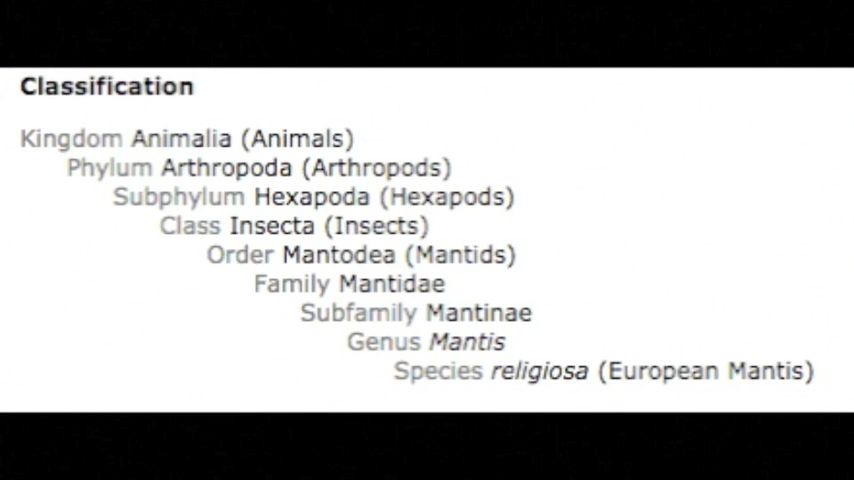 Classification
Kingdom Animalia (Animals)
Phylum Arthropoda (Arthropods)
Subphylum Hexapoda (Hexapods)
Class Insecta (Insects)
Order Mantodea (Mantids)
Family Mantidae
Subfamily Mantinae
Genus Mantis
Species religiosa (European Mantis)